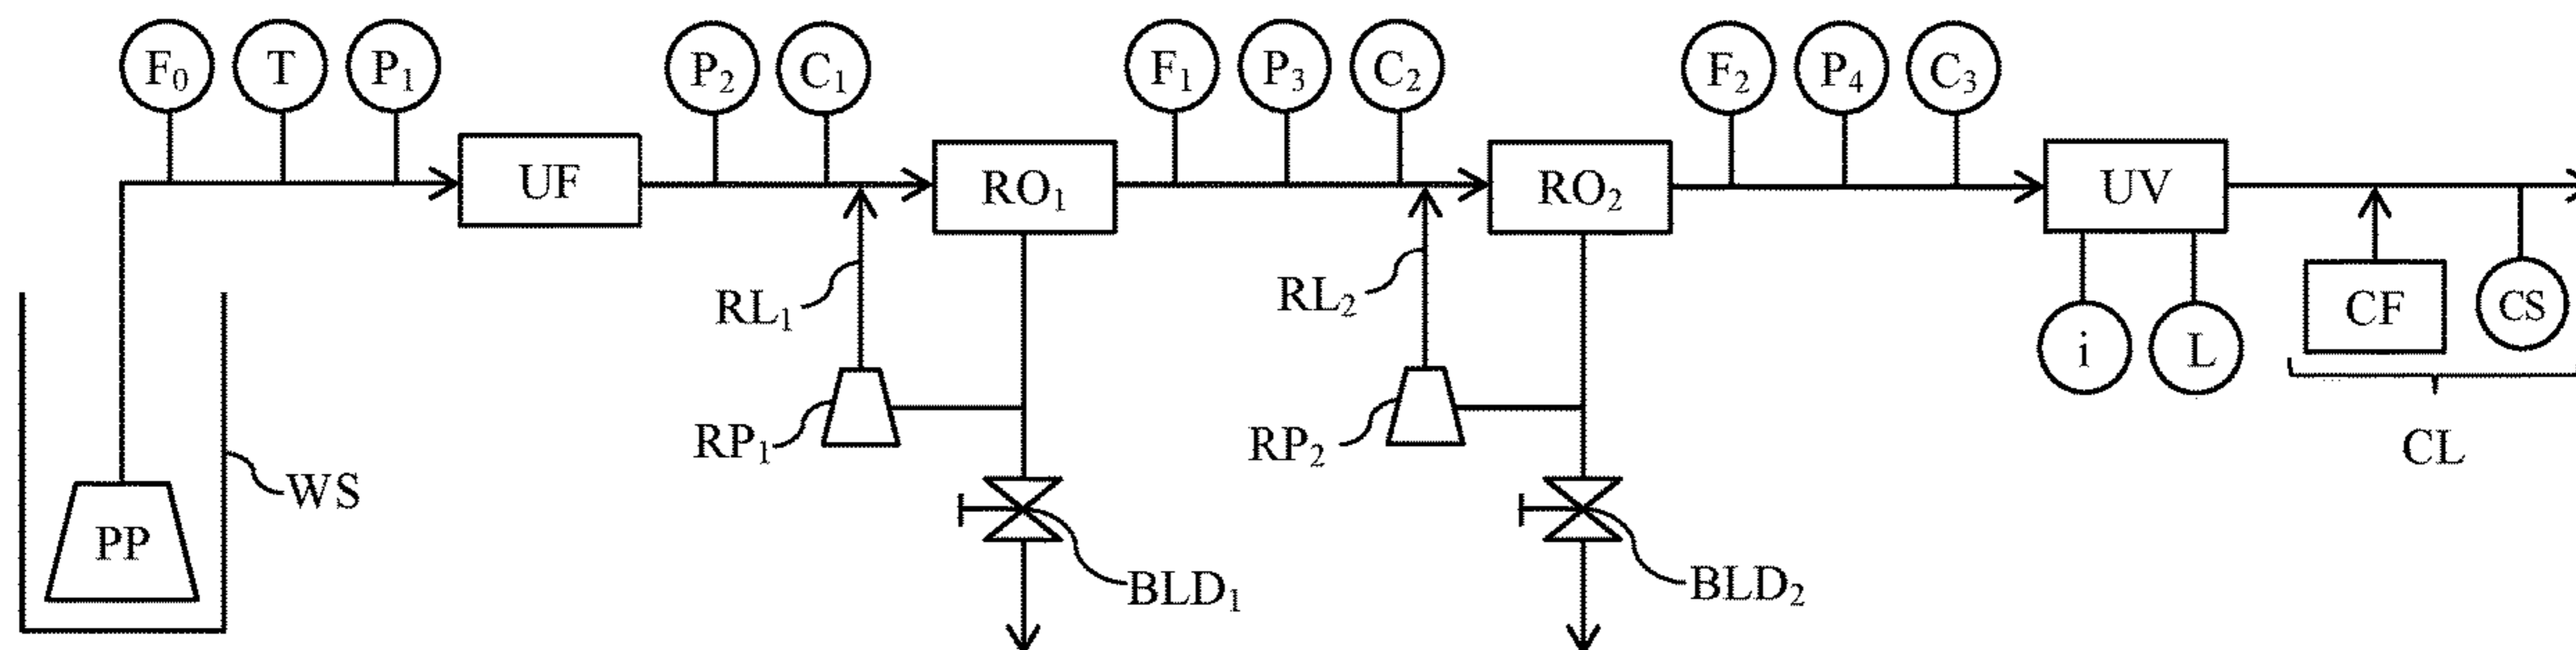 F₀ T P₁ P₂ C₁ F₁ P₃ C₂ F₂ P₄ C₃
UF RO₁ RO₂ UV
RL₁ RL₂ CF CS
i L
RP₁ RP₂ CL
WS
PP
BLD₁ BLD₂